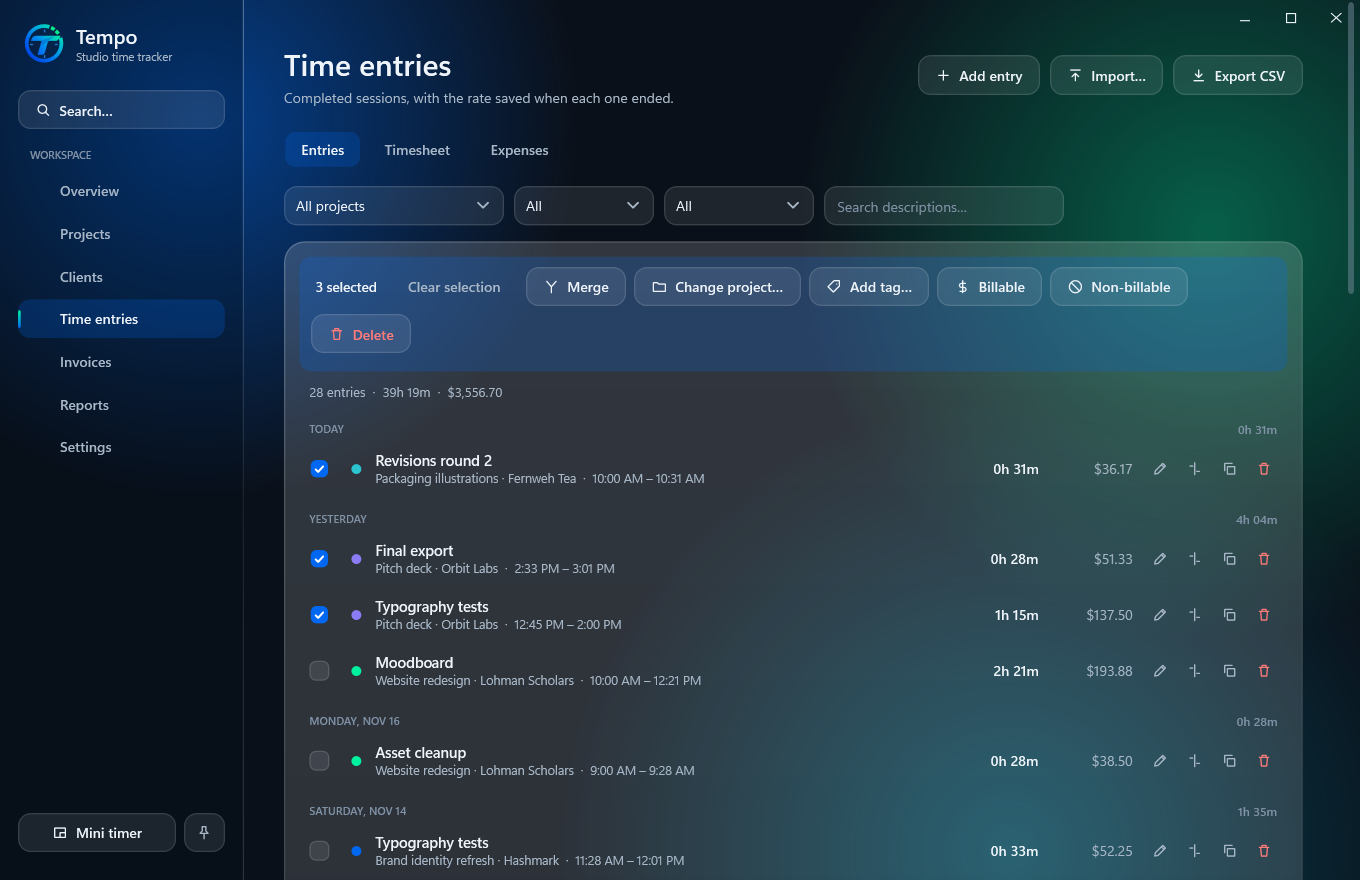 Tempo
Studio time tracker
Search...
WORKSPACE
Overview
Projects
Clients
Time entries
Invoices
Reports
Settings
Mini timer
Time entries
Completed sessions, with the rate saved when each one ended.
Add entry
Import...
Export CSV
Entries
Timesheet
Expenses
All projects
All
All
Search descriptions...
3 selected
Clear selection
Merge
Change project...
Add tag...
Billable
Non-billable
Delete
28 entries · 39h 19m · $3,556.70
TODAY 0h 31m
Revisions round 2
Packaging illustrations · Fernweh Tea · 10:00 AM – 10:31 AM
0h 31m $36.17
YESTERDAY 4h 04m
Final export
Pitch deck · Orbit Labs · 2:33 PM – 3:01 PM
0h 28m $51.33
Typography tests
Pitch deck · Orbit Labs · 12:45 PM – 2:00 PM
1h 15m $137.50
Moodboard
Website redesign · Lohman Scholars · 10:00 AM – 12:21 PM
2h 21m $193.88
MONDAY, NOV 16 0h 28m
Asset cleanup
Website redesign · Lohman Scholars · 9:00 AM – 9:28 AM
0h 28m $38.50
SATURDAY, NOV 14 1h 35m
Typography tests
Brand identity refresh · Hashmark · 11:28 AM – 12:01 PM
0h 33m $52.25